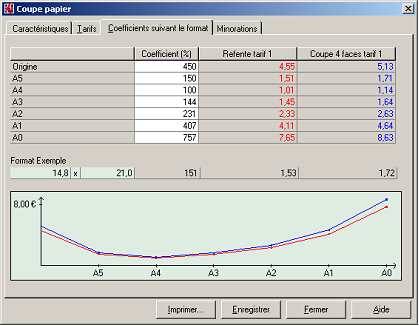 Coupe papier
Caractéristiques Tarifs Coefficients suivant le format Minorations
Coefficient (%) Refente tarif 1 Coupe 4 faces tarif 1
Origine 450 4,55 5,13
A5 150 1,51 1,71
A4 100 1,01 1,14
A3 144 1,45 1,64
A2 231 2,33 2,63
A1 407 4,11 4,64
A0 757 7,65 8,63
Format Exemple
14,8 x 21,0 151 1,53 1,72
8,00 €
A5 A4 A3 A2 A1 A0
Imprimer... Enregistrer Fermer Aide